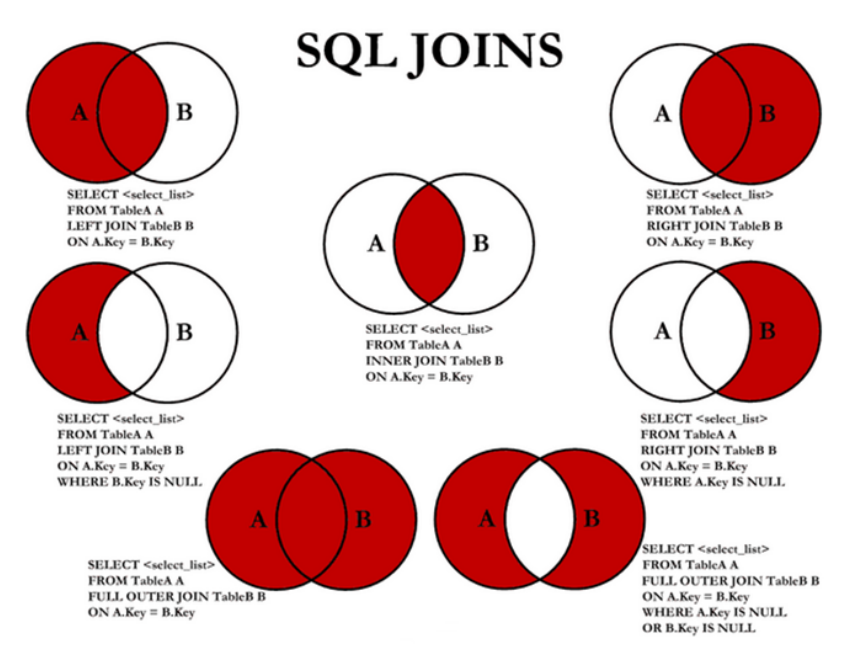 SQL JOINS
A B
SELECT <select_list>
FROM TableA A
LEFT JOIN TableB B
ON A.Key = B.Key
A B
SELECT <select_list>
FROM TableA A
RIGHT JOIN TableB B
ON A.Key = B.Key
A B
SELECT <select_list>
FROM TableA A
INNER JOIN TableB B
ON A.Key = B.Key
A B
SELECT <select_list>
FROM TableA A
LEFT JOIN TableB B
ON A.Key = B.Key
WHERE B.Key IS NULL
A B
SELECT <select_list>
FROM TableA A
RIGHT JOIN TableB B
ON A.Key = B.Key
WHERE A.Key IS NULL
A B
SELECT <select_list>
FROM TableA A
FULL OUTER JOIN TableB B
ON A.Key = B.Key
A B
SELECT <select_list>
FROM TableA A
FULL OUTER JOIN TableB B
ON A.Key = B.Key
WHERE A.Key IS NULL
OR B.Key IS NULL